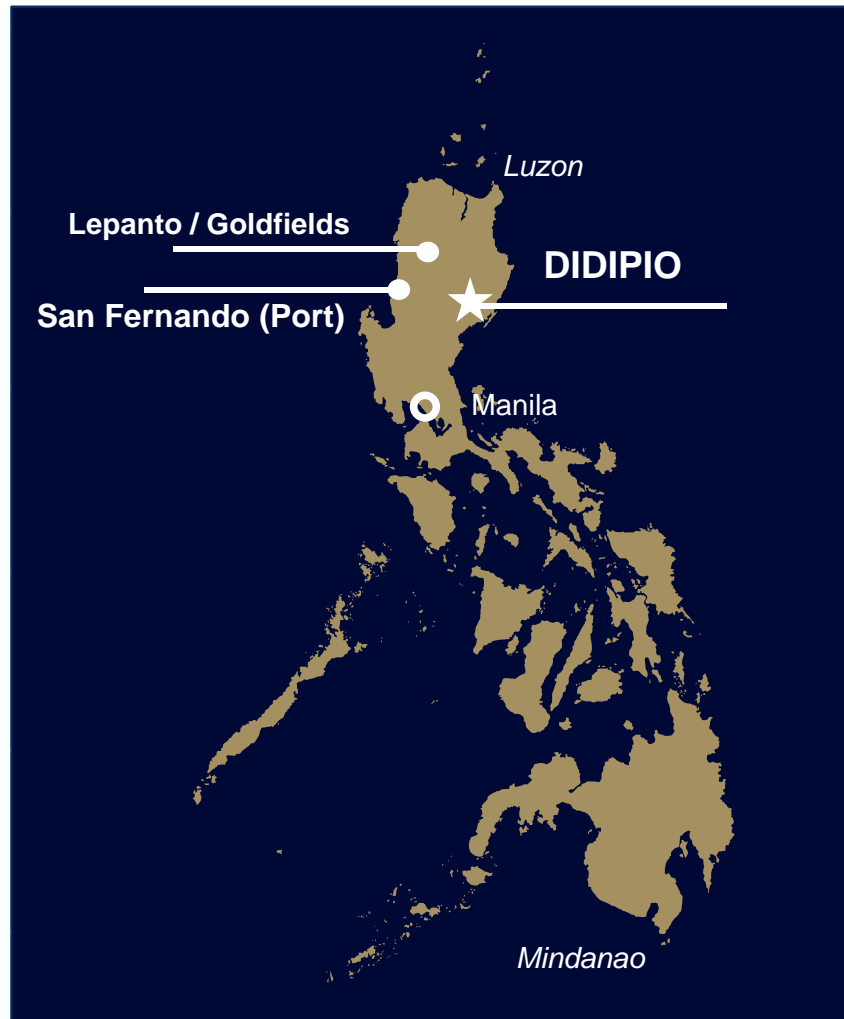 Luzon
Lepanto / Goldfields
DIDIPIO
San Fernando (Port)
Manila
Mindanao